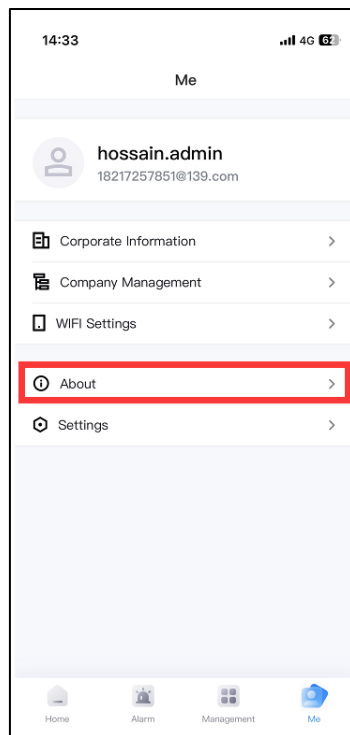 14:33
4G 62
Me
hossain.admin
18217257851@139.com
Corporate Information
Company Management
WIFI Settings
About
Settings
Home Alarm Management Me